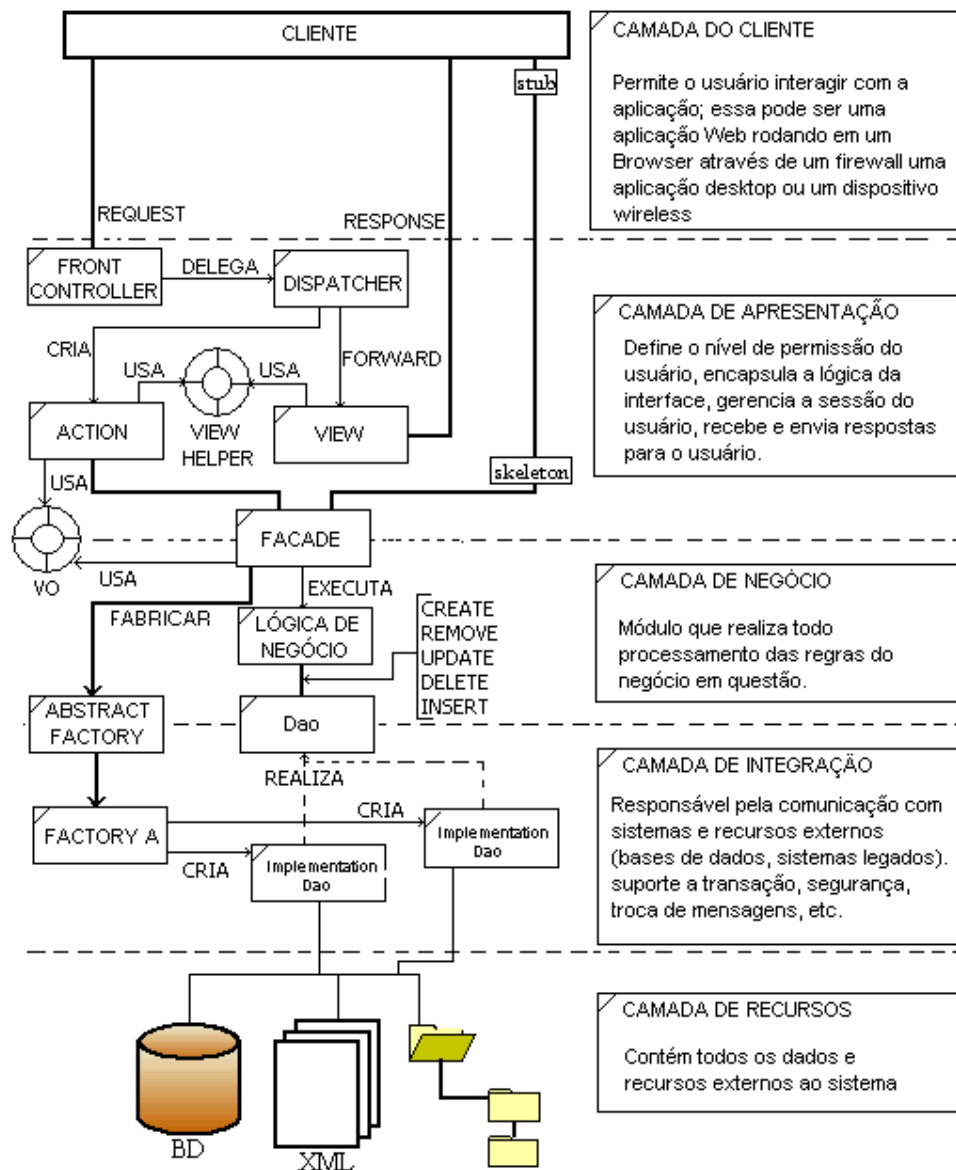 CLIENTE
stub
REQUEST
RESPONSE
FRONT
CONTROLLER
DELEGA
DISPATCHER
CRIA
FORWARD
USA
USA
ACTION
VIEW
HELPER
VIEW
USA
skeleton
FACADE
VO
USA
EXECUTA
FABRICAR
LÓGICA DE
NEGÓCIO
CREATE
REMOVE
UPDATE
DELETE
INSERT
ABSTRACT
FACTORY
Dao
REALIZA
FACTORY A
CRIA
CRIA
Implementation
Dao
Implementation
Dao
BD
XML
CAMADA DO CLIENTE
Permite o usuário interagir com a
aplicação; essa pode ser uma
aplicação Web rodando em um
Browser através de um firewall uma
aplicação desktop ou um dispositivo
wireless
CAMADA DE APRESENTAÇÃO
Define o nível de permissão do
usuário, encapsula a lógica da
interface, gerencia a sessão do
usuário, recebe e envia respostas
para o usuário.
CAMADA DE NEGÓCIO
Módulo que realiza todo
processamento das regras do
negócio em questão.
CAMADA DE INTEGRAÇÃO
Responsável pela comunicação com
sistemas e recursos externos
(bases de dados, sistemas legados).
suporte a transação, segurança,
troca de mensagens, etc.
CAMADA DE RECURSOS
Contém todos os dados e
recursos externos ao sistema